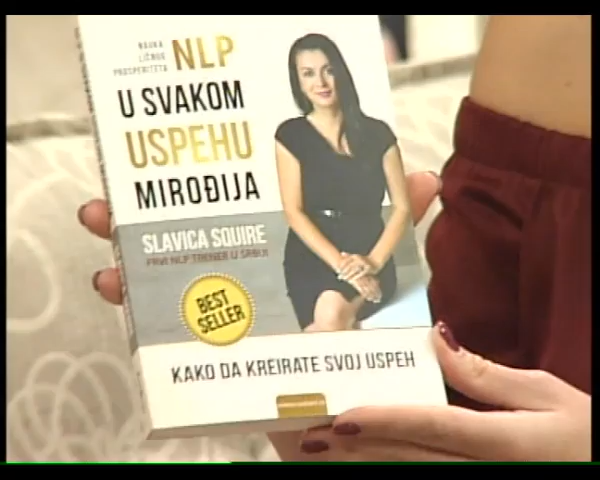 NAUKA
LIČNOG
PROSPERITETA
NLP
U SVAKOM
USPEHU
MIROĐIJA
SLAVICA SQUIRE
PRVI NLP TRENER U SRBIJI
BEST
SELLER
KAKO DA KREIRATE SVOJ USPEH